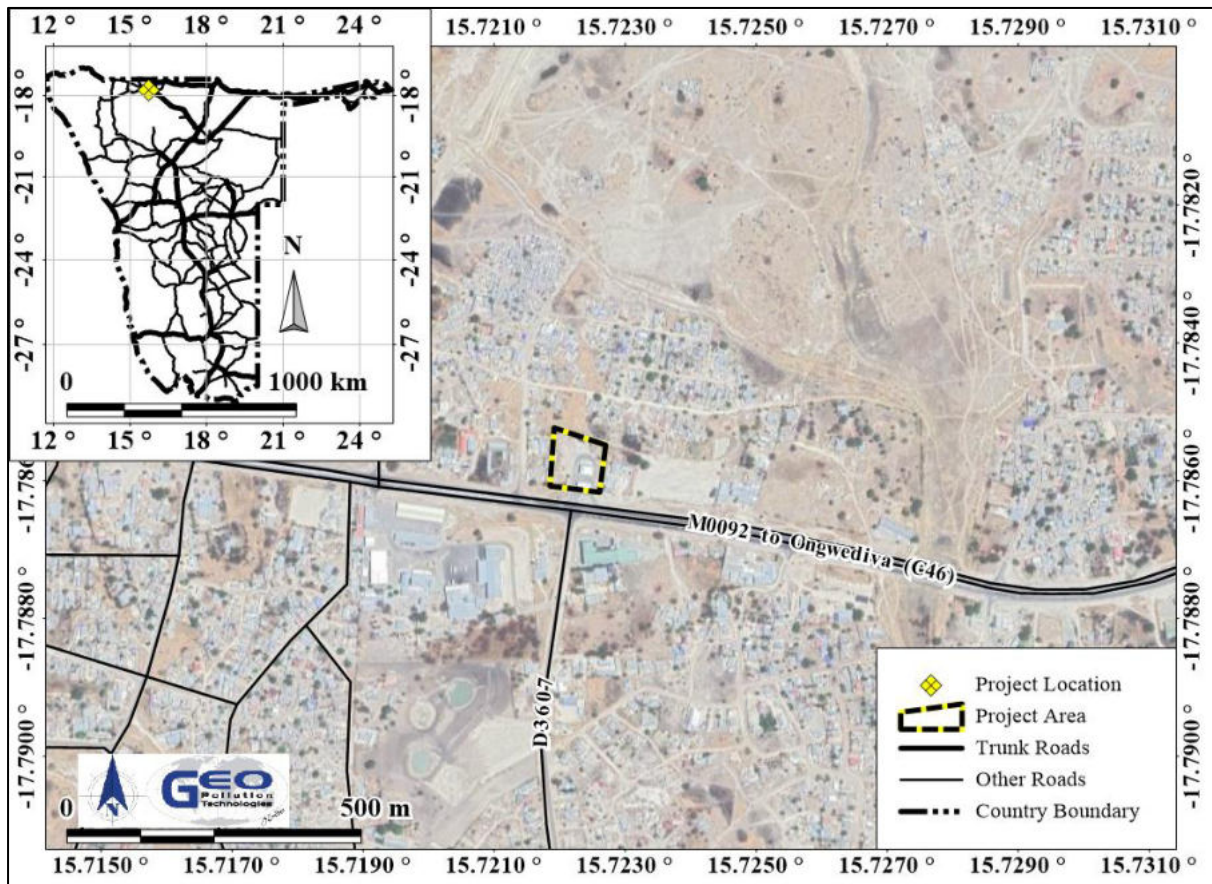 12 ° 15 ° 18 ° 21 ° 24 °
15.7210 ° 15.7230 ° 15.7250 ° 15.7270 ° 15.7290 ° 15.7310 °
-18 °
-21 °
-24 °
-27 °
-18 °
-21 °
-24 °
-27 °
N
0 1000 km
12 ° 15 ° 18 ° 21 ° 24 °
-17.7820 °
-17.7840 °
-17.7860 °
-17.7880 °
-17.7900 °
-17.7880 °
-17.7900 °
M0092 to Ongwediva (C46)
D3607
Project Location
Project Area
Trunk Roads
Other Roads
Country Boundary
N
GEO
Pollution
Technologies
0 500 m
15.7150 ° 15.7170 ° 15.7190 ° 15.7210 ° 15.7230 ° 15.7250 ° 15.7270 ° 15.7290 ° 15.7310 °